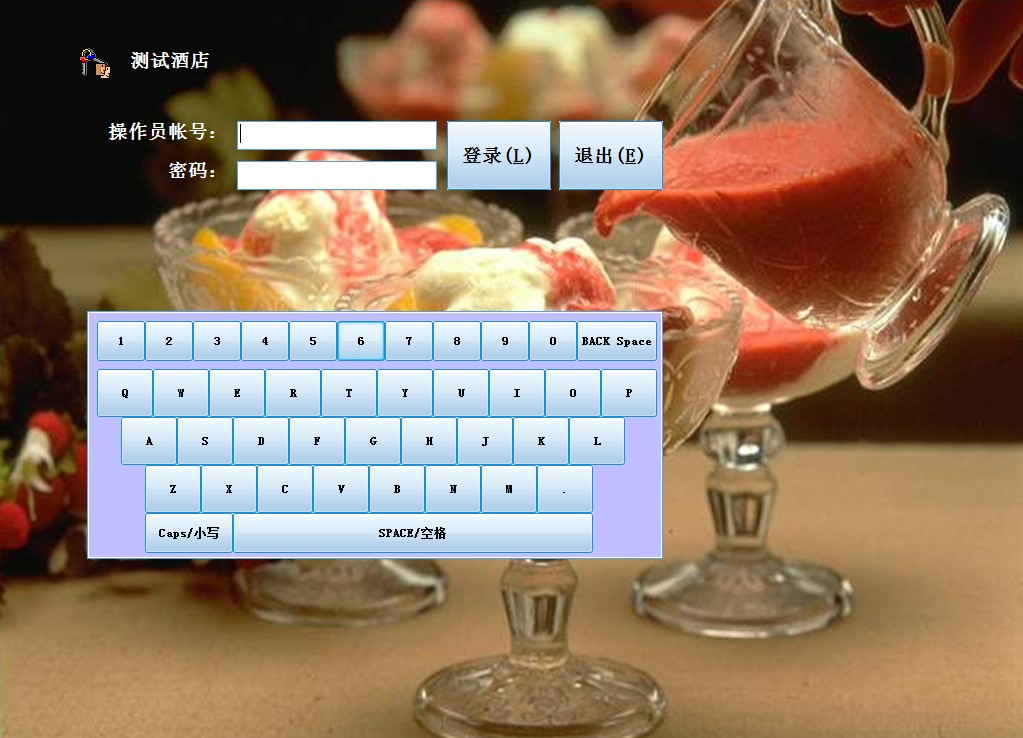 测试酒店
操作员帐号：
登录(L)
退出(E)
密码：
1 2 3 4 5 6 7 8 9 0 BACK Space
Q W E R T Y U I O P
A S D F G H J K L
Z X C V B N M .
Caps/小写 SPACE/空格